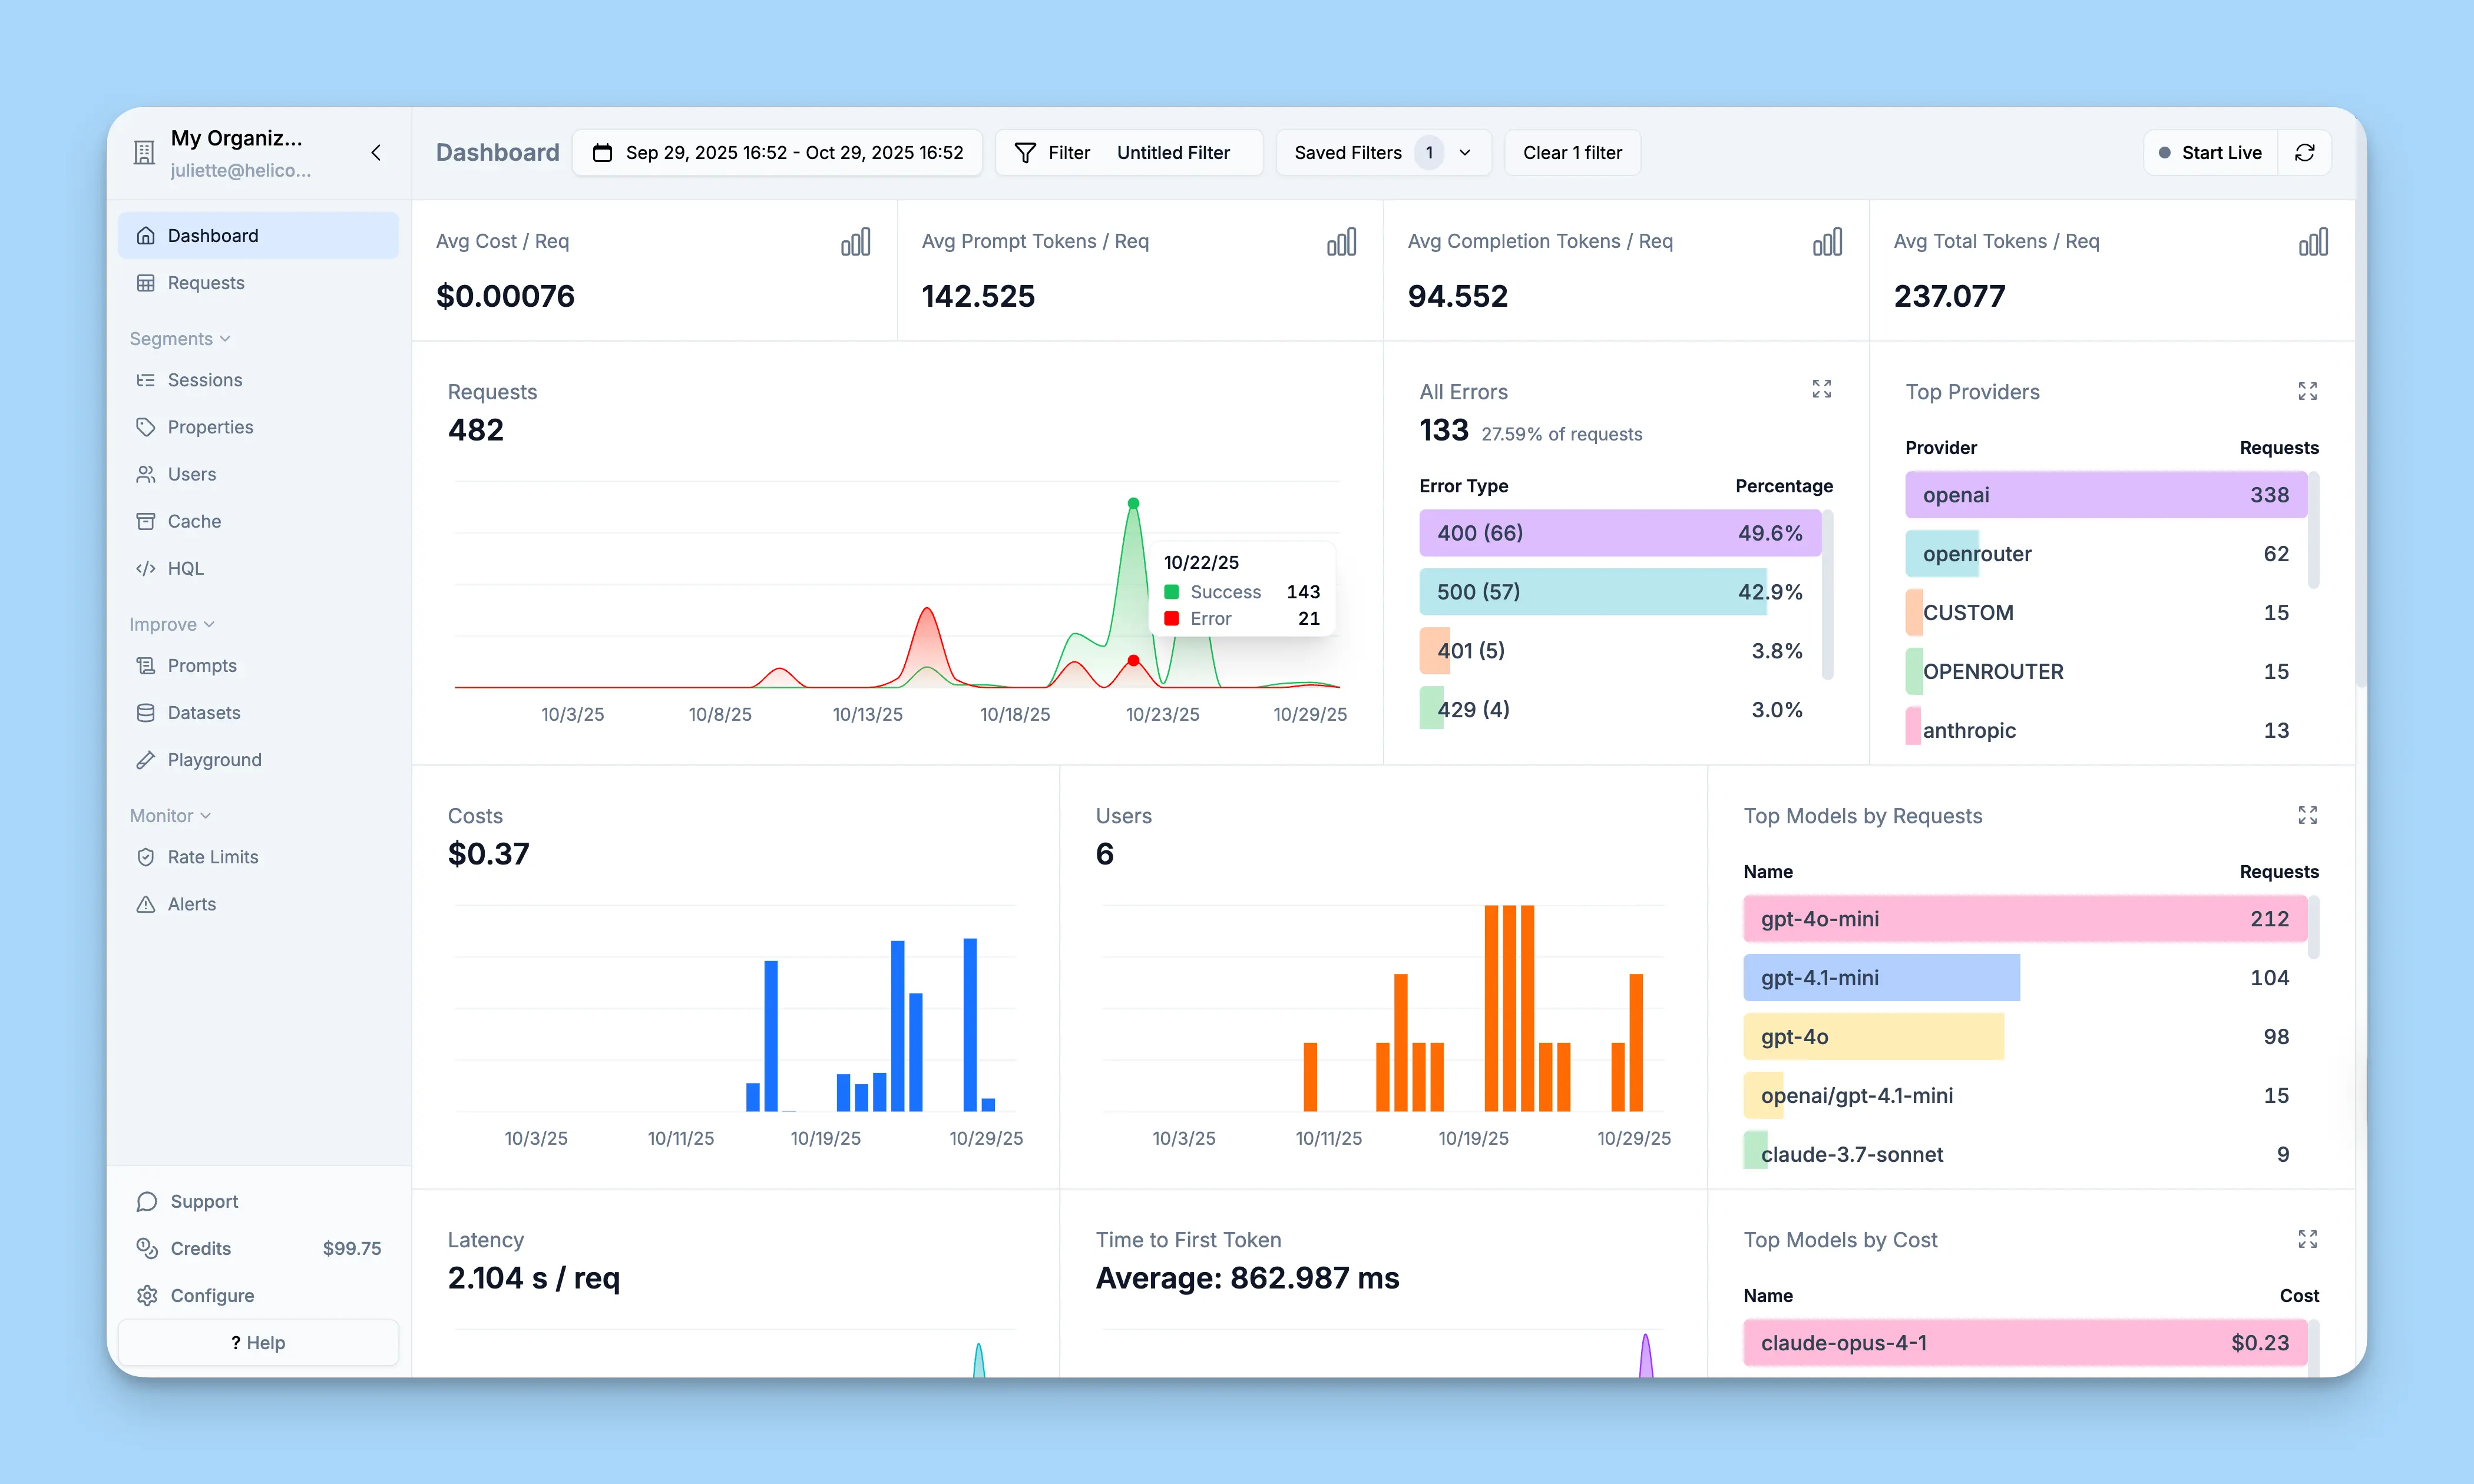 My Organiz...
juliette@helico...
Dashboard
Requests
Segments
Sessions
Properties
Users
Cache
HQL
Improve
Prompts
Datasets
Playground
Monitor
Rate Limits
Alerts
Support
Credits $99.75
Configure
? Help
Dashboard Sep 29, 2025 16:52 - Oct 29, 2025 16:52 Filter Untitled Filter Saved Filters 1 Clear 1 filter Start Live
Avg Cost / Req
$0.00076
Avg Prompt Tokens / Req
142.525
Avg Completion Tokens / Req
94.552
Avg Total Tokens / Req
237.077
Requests
482
10/22/25
Success 143
Error 21
10/3/25 10/8/25 10/13/25 10/18/25 10/23/25 10/29/25
All Errors
133 27.59% of requests
Error Type Percentage
400 (66) 49.6%
500 (57) 42.9%
401 (5) 3.8%
429 (4) 3.0%
Top Providers
Provider Requests
openai 338
openrouter 62
CUSTOM 15
OPENROUTER 15
anthropic 13
Costs
$0.37
10/3/25 10/11/25 10/19/25 10/29/25
Users
6
10/3/25 10/11/25 10/19/25 10/29/25
Top Models by Requests
Name Requests
gpt-4o-mini 212
gpt-4.1-mini 104
gpt-4o 98
openai/gpt-4.1-mini 15
claude-3.7-sonnet 9
Latency
2.104 s / req
Time to First Token
Average: 862.987 ms
Top Models by Cost
Name Cost
claude-opus-4-1 $0.23